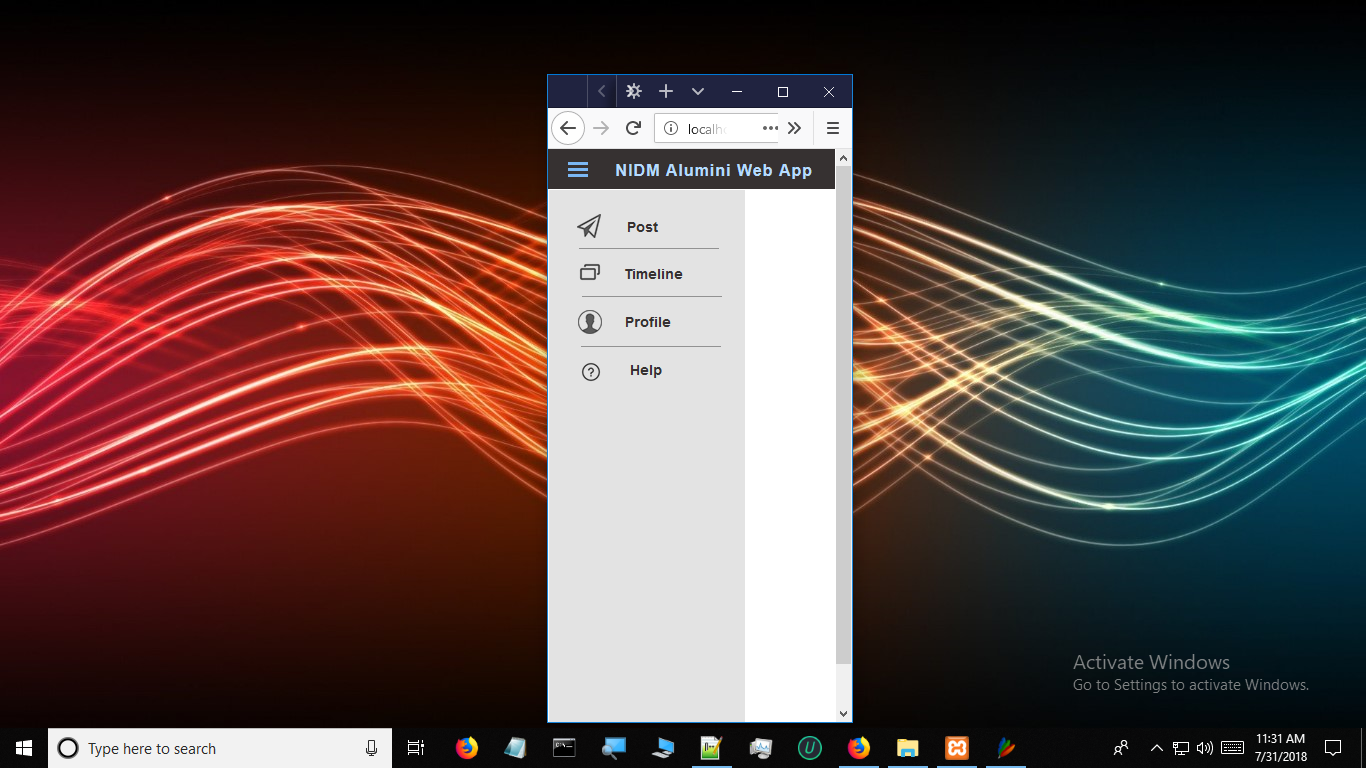 localh
NIDM Alumini Web App
Post
Timeline
Profile
Help
Activate Windows
Go to Settings to activate Windows.
Type here to search
11:31 AM
7/31/2018